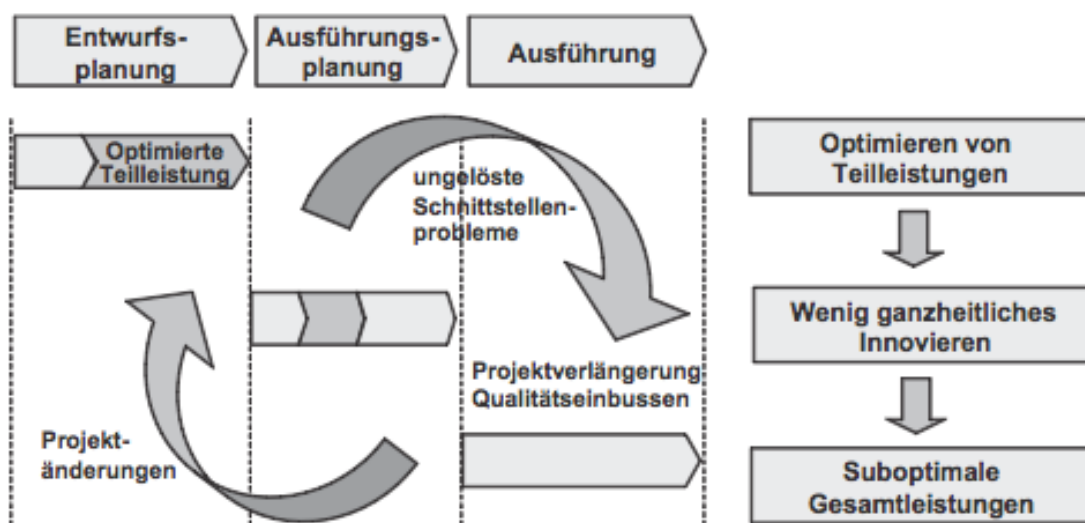 Entwurfs-
planung
Ausführungs-
planung
Ausführung
Optimierte
Teilleistung
ungelöste
Schnittstellen-
probleme
Projektverlängerung
Qualitätseinbussen
Projekt-
änderungen
Optimieren von
Teilleistungen
Wenig ganzheitliches
Innovieren
Suboptimale
Gesamtleistungen